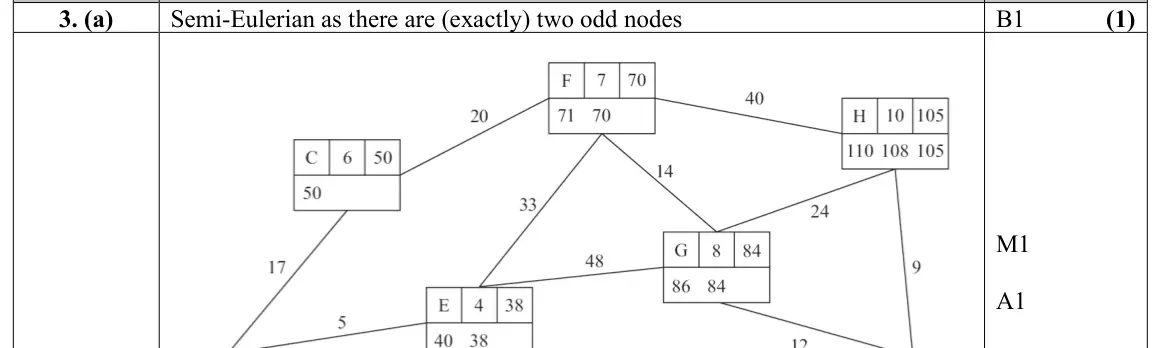 3. (a) Semi-Eulerian as there are (exactly) two odd nodes B1 (1)
F 7 70
71 70
20
40
H 10 105
110 108 105
C 6 50
50
14
33
24
G 8 84
86 84
M1
17
48
9
E 4 38
40 38
A1
5
12